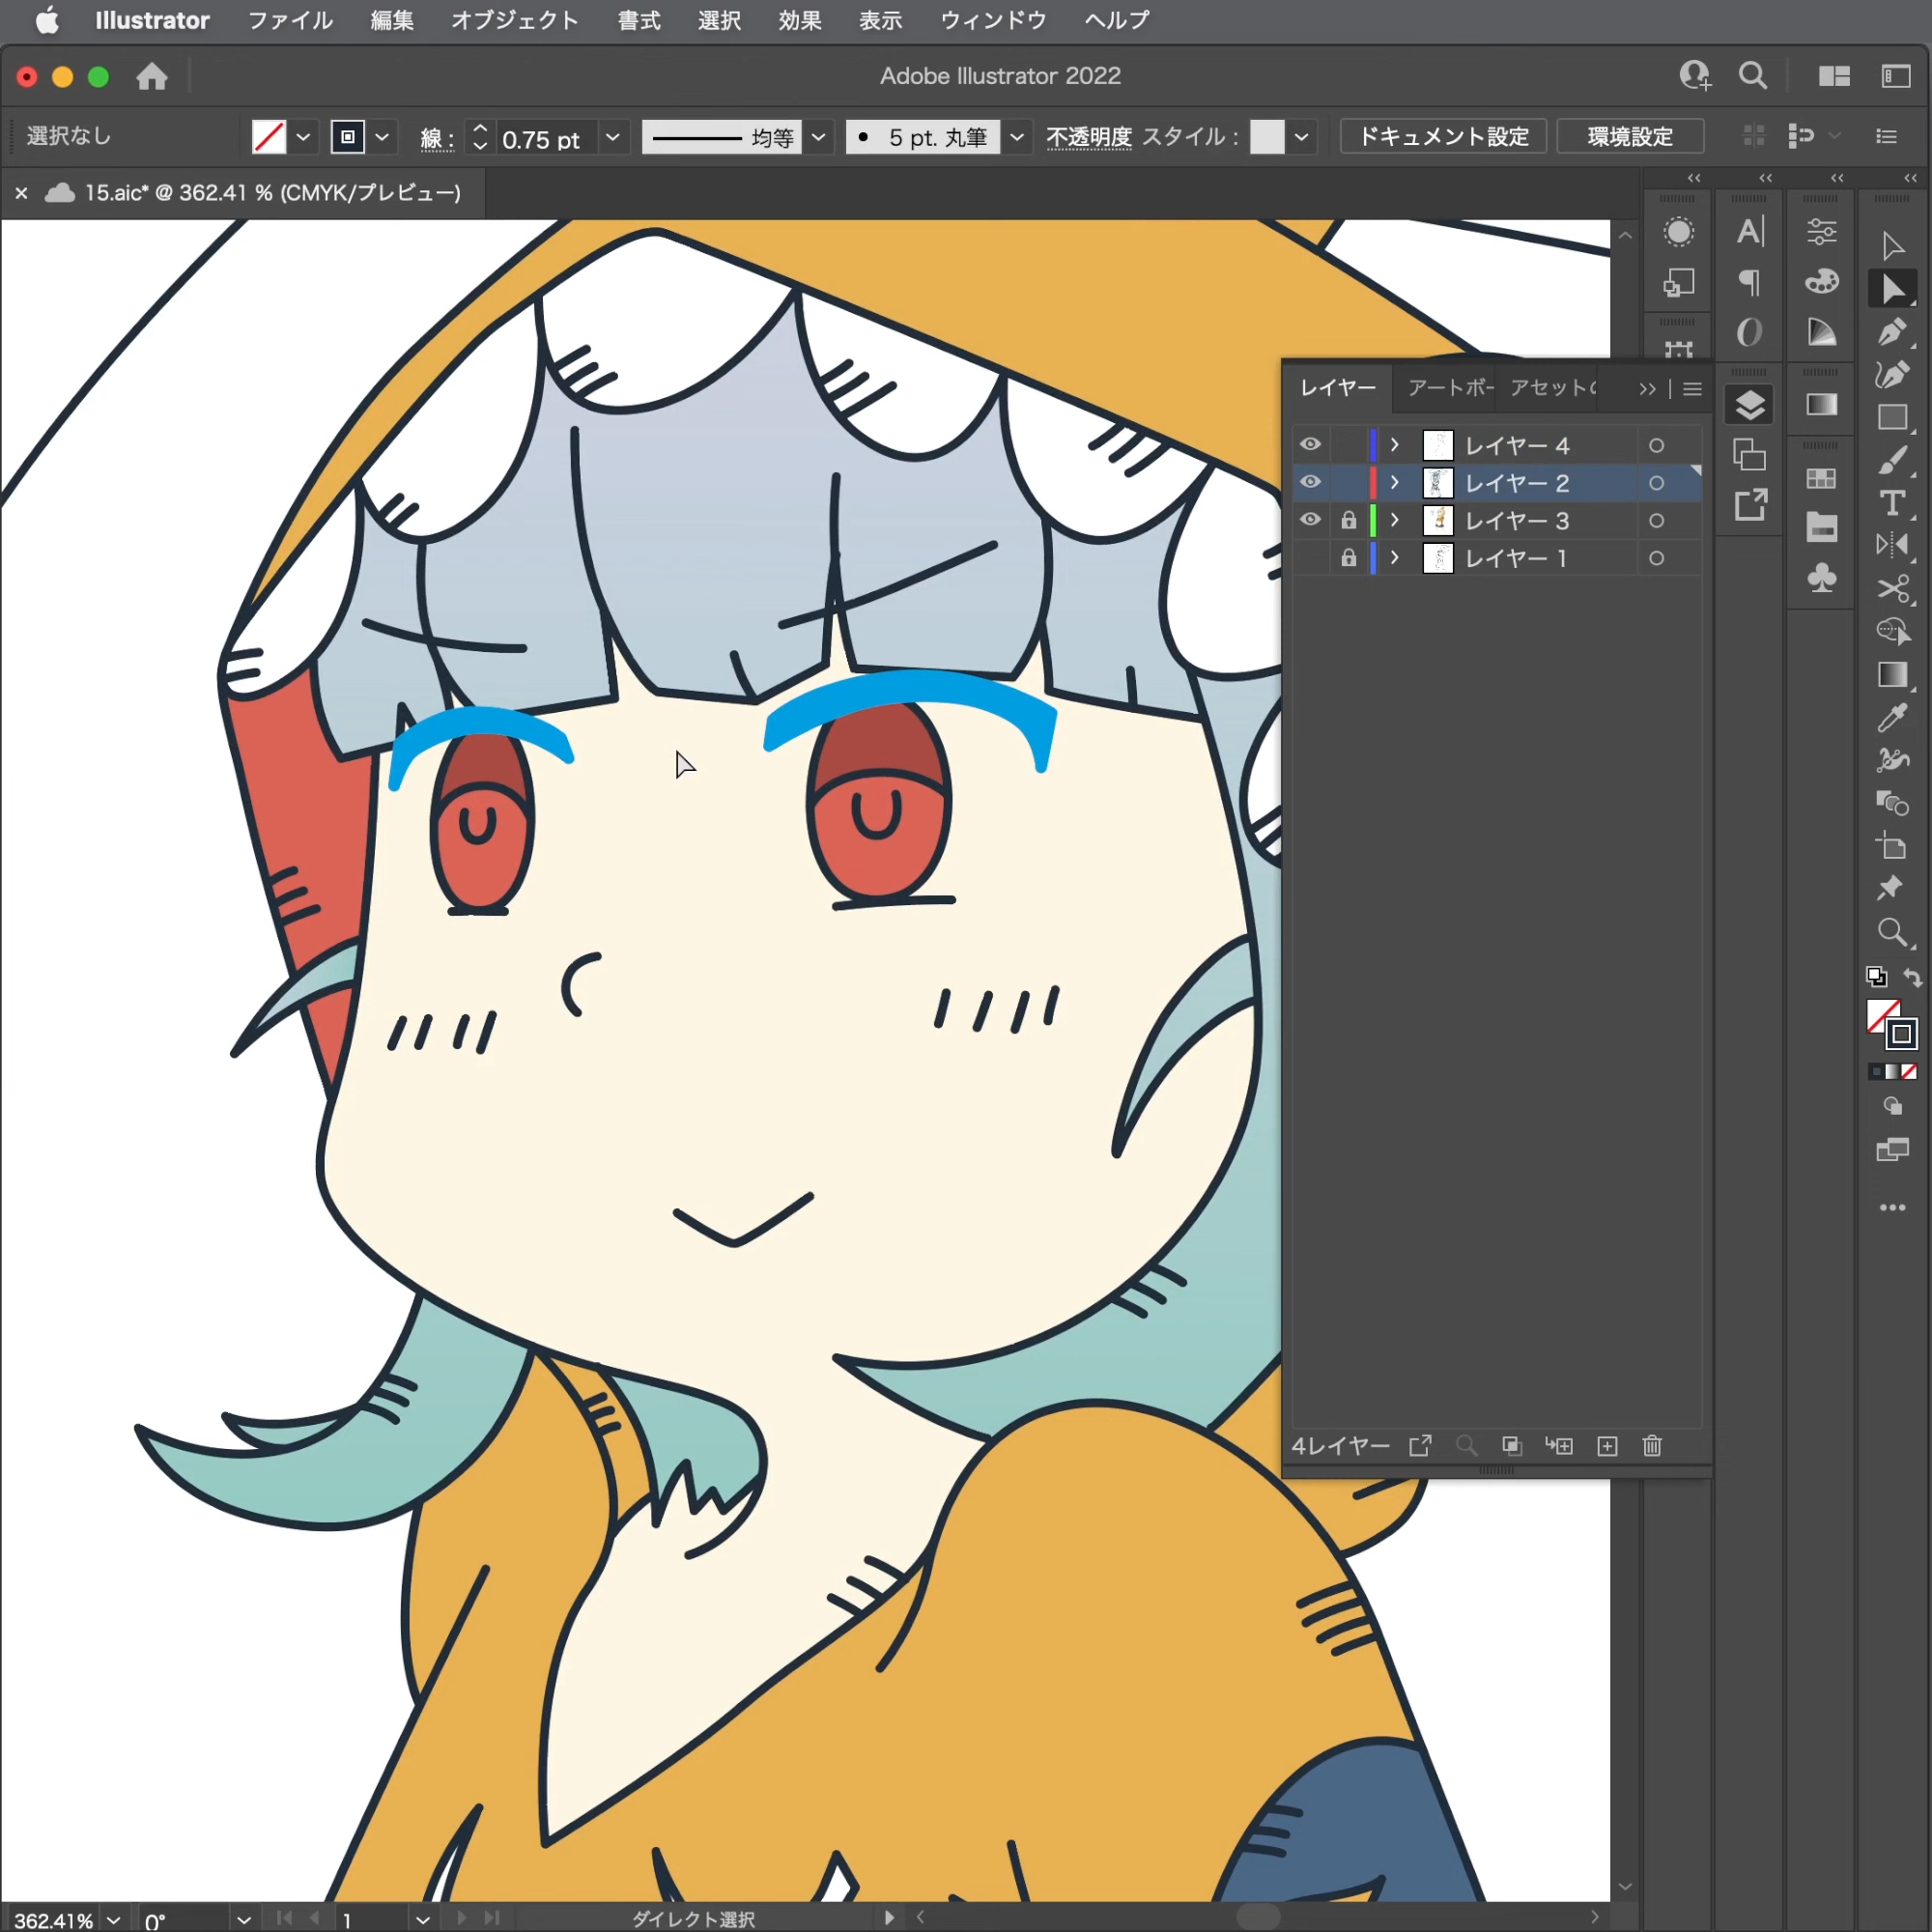 Illustrator ファイル 編集 オブジェクト 書式 選択 効果 表示 ウィンドウ ヘルプ
Adobe Illustrator 2022
選択なし 線 : 0.75 pt 均等 5 pt. 丸筆 不透明度 スタイル : ドキュメント設定 環境設定
15.aic* @ 362.41 % (CMYK/プレビュー)
レイヤー アートボー アセットの
レイヤー 4
レイヤー 2
レイヤー 3
レイヤー 1
4レイヤー
362.41% 0° 1 ダイレクト選択